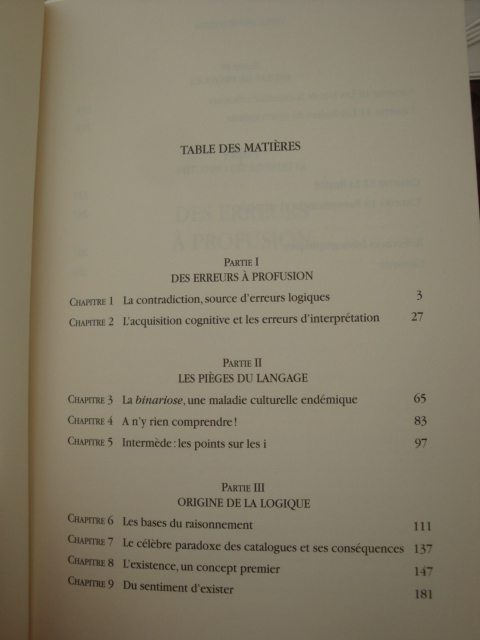 TABLE DES MATIÈRES
PARTIE I
DES ERREURS À PROFUSION
CHAPITRE 1 La contradiction, source d'erreurs logiques 3
CHAPITRE 2 L'acquisition cognitive et les erreurs d'interprétation 27
PARTIE II
LES PIÈGES DU LANGAGE
CHAPITRE 3 La binariose, une maladie culturelle endémique 65
CHAPITRE 4 A n'y rien comprendre ! 83
CHAPITRE 5 Intermède : les points sur les i 97
PARTIE III
ORIGINE DE LA LOGIQUE
CHAPITRE 6 Les bases du raisonnement 111
CHAPITRE 7 Le célèbre paradoxe des catalogues et ses conséquences 137
CHAPITRE 8 L'existence, un concept premier 147
CHAPITRE 9 Du sentiment d'exister 181